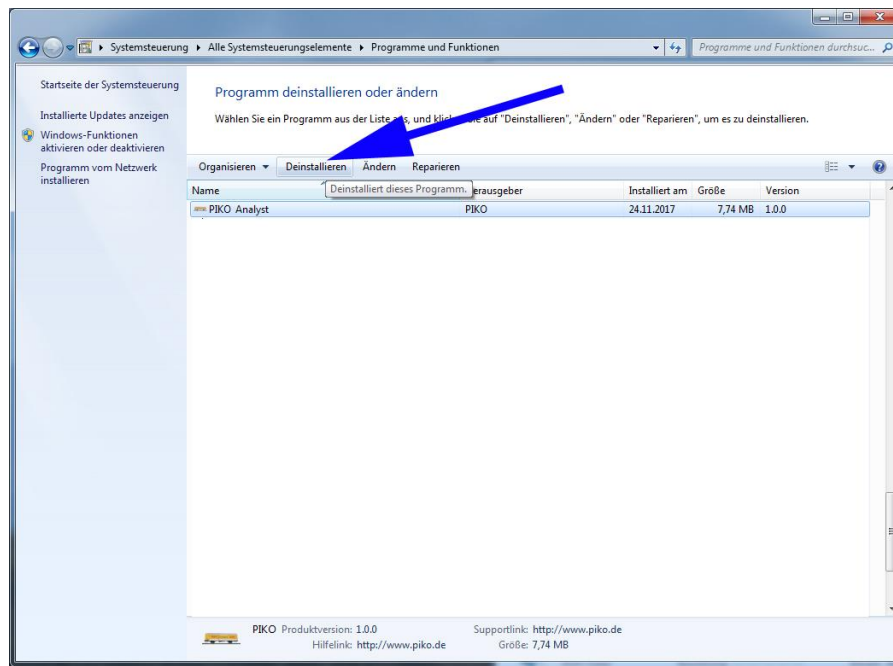 Systemsteuerung ▸ Alle Systemsteuerungselemente ▸ Programme und Funktionen
Programme und Funktionen durchsuc...
Startseite der Systemsteuerung
Installierte Updates anzeigen
Windows-Funktionen
aktivieren oder deaktivieren
Programm vom Netzwerk
installieren
Programm deinstallieren oder ändern
Wählen Sie ein Programm aus der Liste aus, und klicken Sie auf "Deinstallieren", "Ändern" oder "Reparieren", um es zu deinstallieren.
Organisieren Deinstallieren Ändern Reparieren
Name Installiert am Größe Version
Deinstalliert dieses Programm.
PIKO Analyst PIKO 24.11.2017 7,74 MB 1.0.0
PIKO Produktversion: 1.0.0 Supportlink: http://www.piko.de
Hilfelink: http://www.piko.de Größe: 7,74 MB